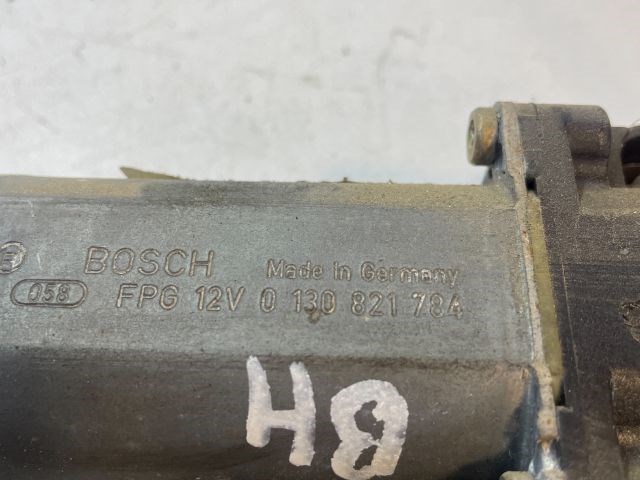 BOSCH Made in Germany
058 FPG 12V 0 130 821 784
H8